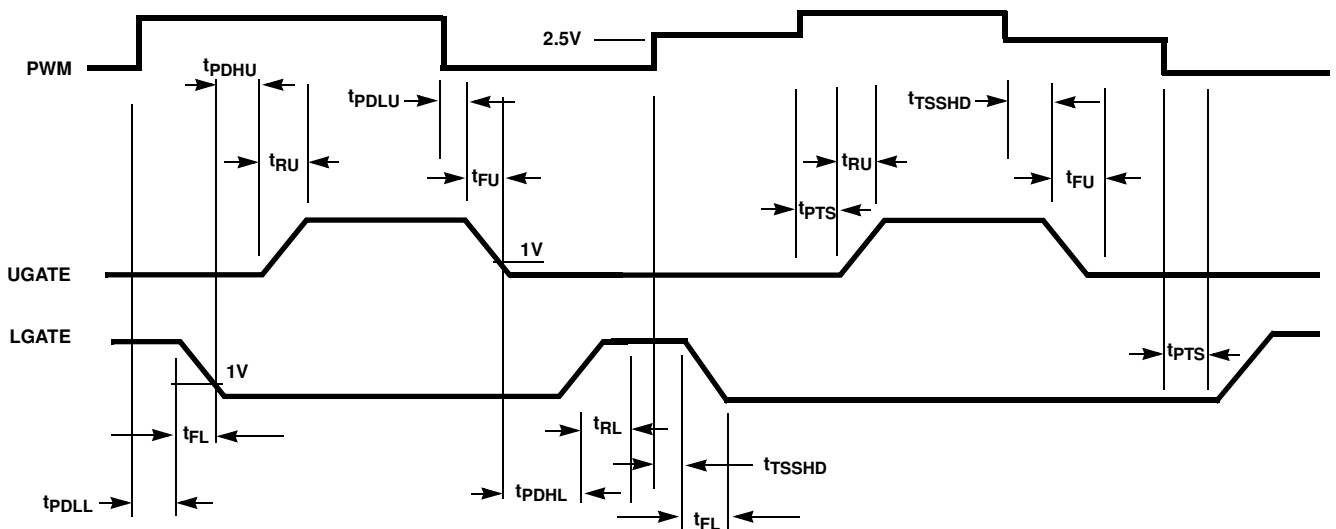 2.5V
PWM
tPDHU
tPDLU
tTSSHD
tRU
tRU
tFU
tFU
tPTS
1V
UGATE
LGATE
tPTS
1V
tFL
tRL
tTSSHD
tPDHL
tPDLL
tFL